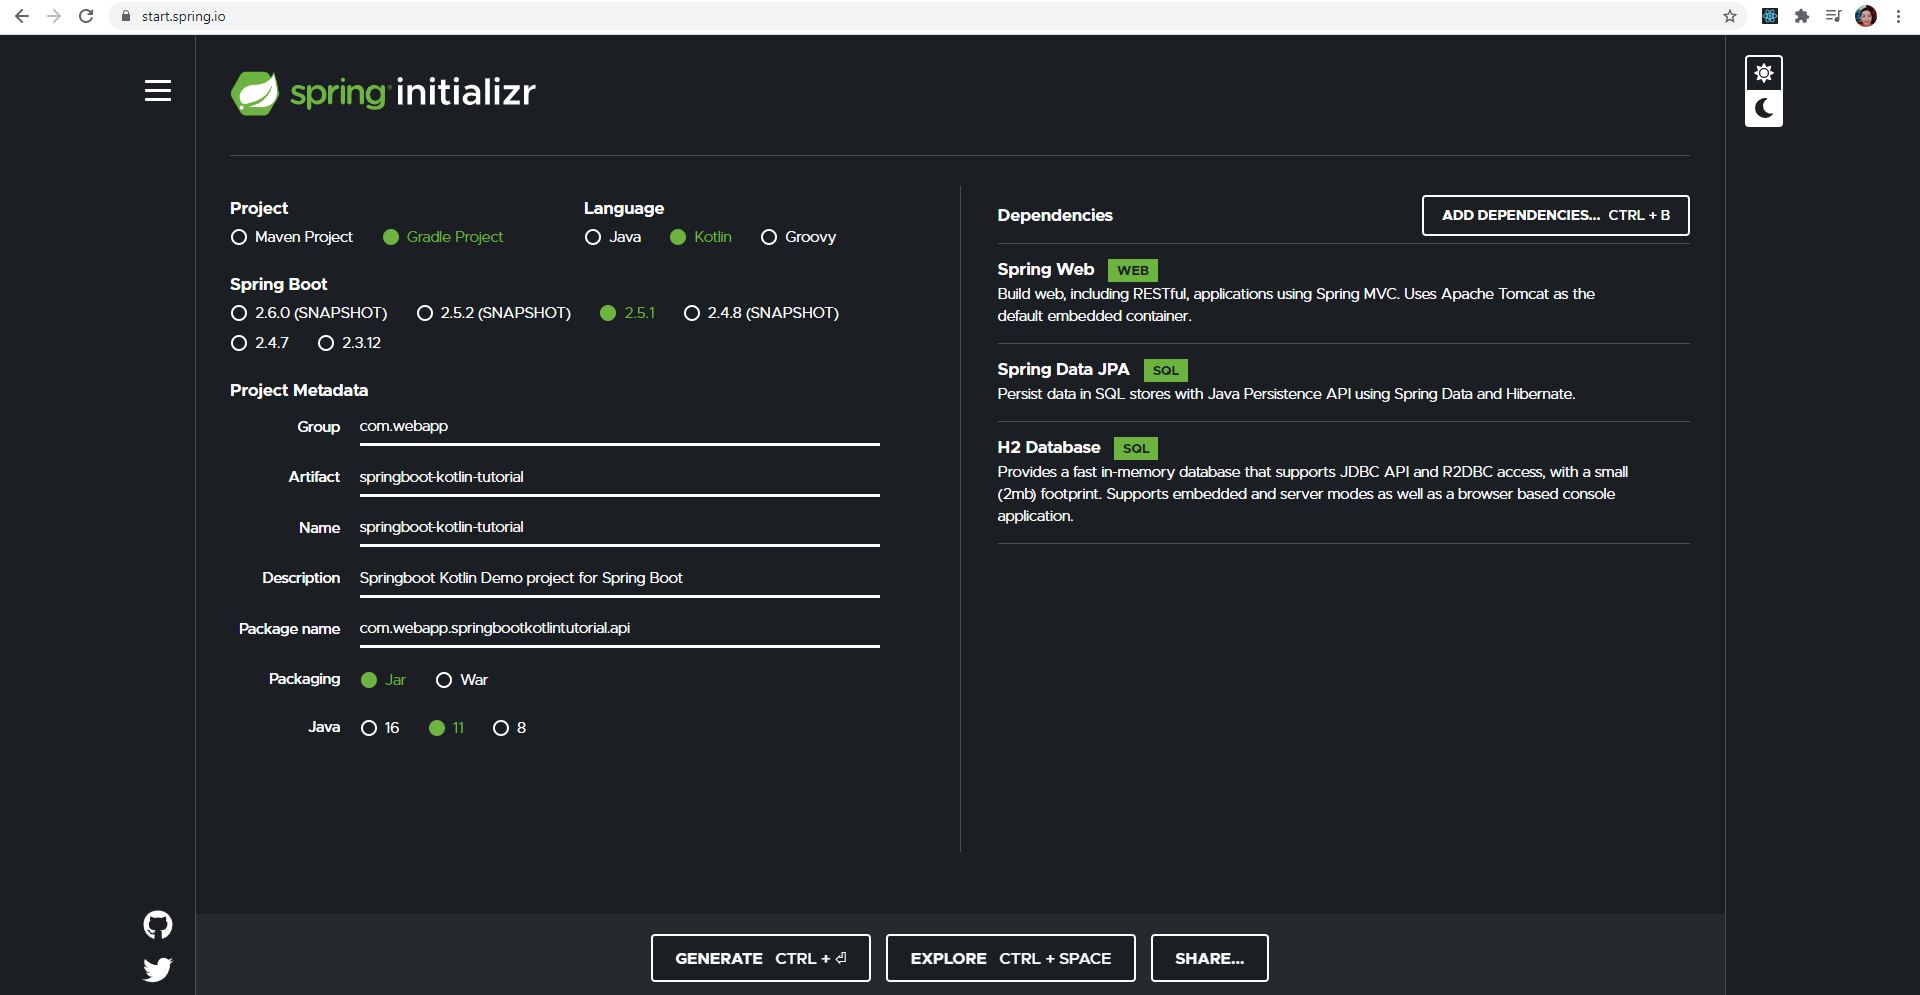 start.spring.io
spring initializr
Project
Maven Project Gradle Project
Language
Java Kotlin Groovy
Spring Boot
2.6.0 (SNAPSHOT) 2.5.2 (SNAPSHOT) 2.5.1 2.4.8 (SNAPSHOT)
2.4.7 2.3.12
Project Metadata
Group com.webapp
Artifact springboot-kotlin-tutorial
Name springboot-kotlin-tutorial
Description Springboot Kotlin Demo project for Spring Boot
Package name com.webapp.springbootkotlintutorial.api
Packaging Jar War
Java 16 11 8
Dependencies
ADD DEPENDENCIES... CTRL + B
Spring Web WEB
Build web, including RESTful, applications using Spring MVC. Uses Apache Tomcat as the
default embedded container.
Spring Data JPA SQL
Persist data in SQL stores with Java Persistence API using Spring Data and Hibernate.
H2 Database SQL
Provides a fast in-memory database that supports JDBC API and R2DBC access, with a small
(2mb) footprint. Supports embedded and server modes as well as a browser based console
application.
GENERATE CTRL + ⏎
EXPLORE CTRL + SPACE
SHARE...